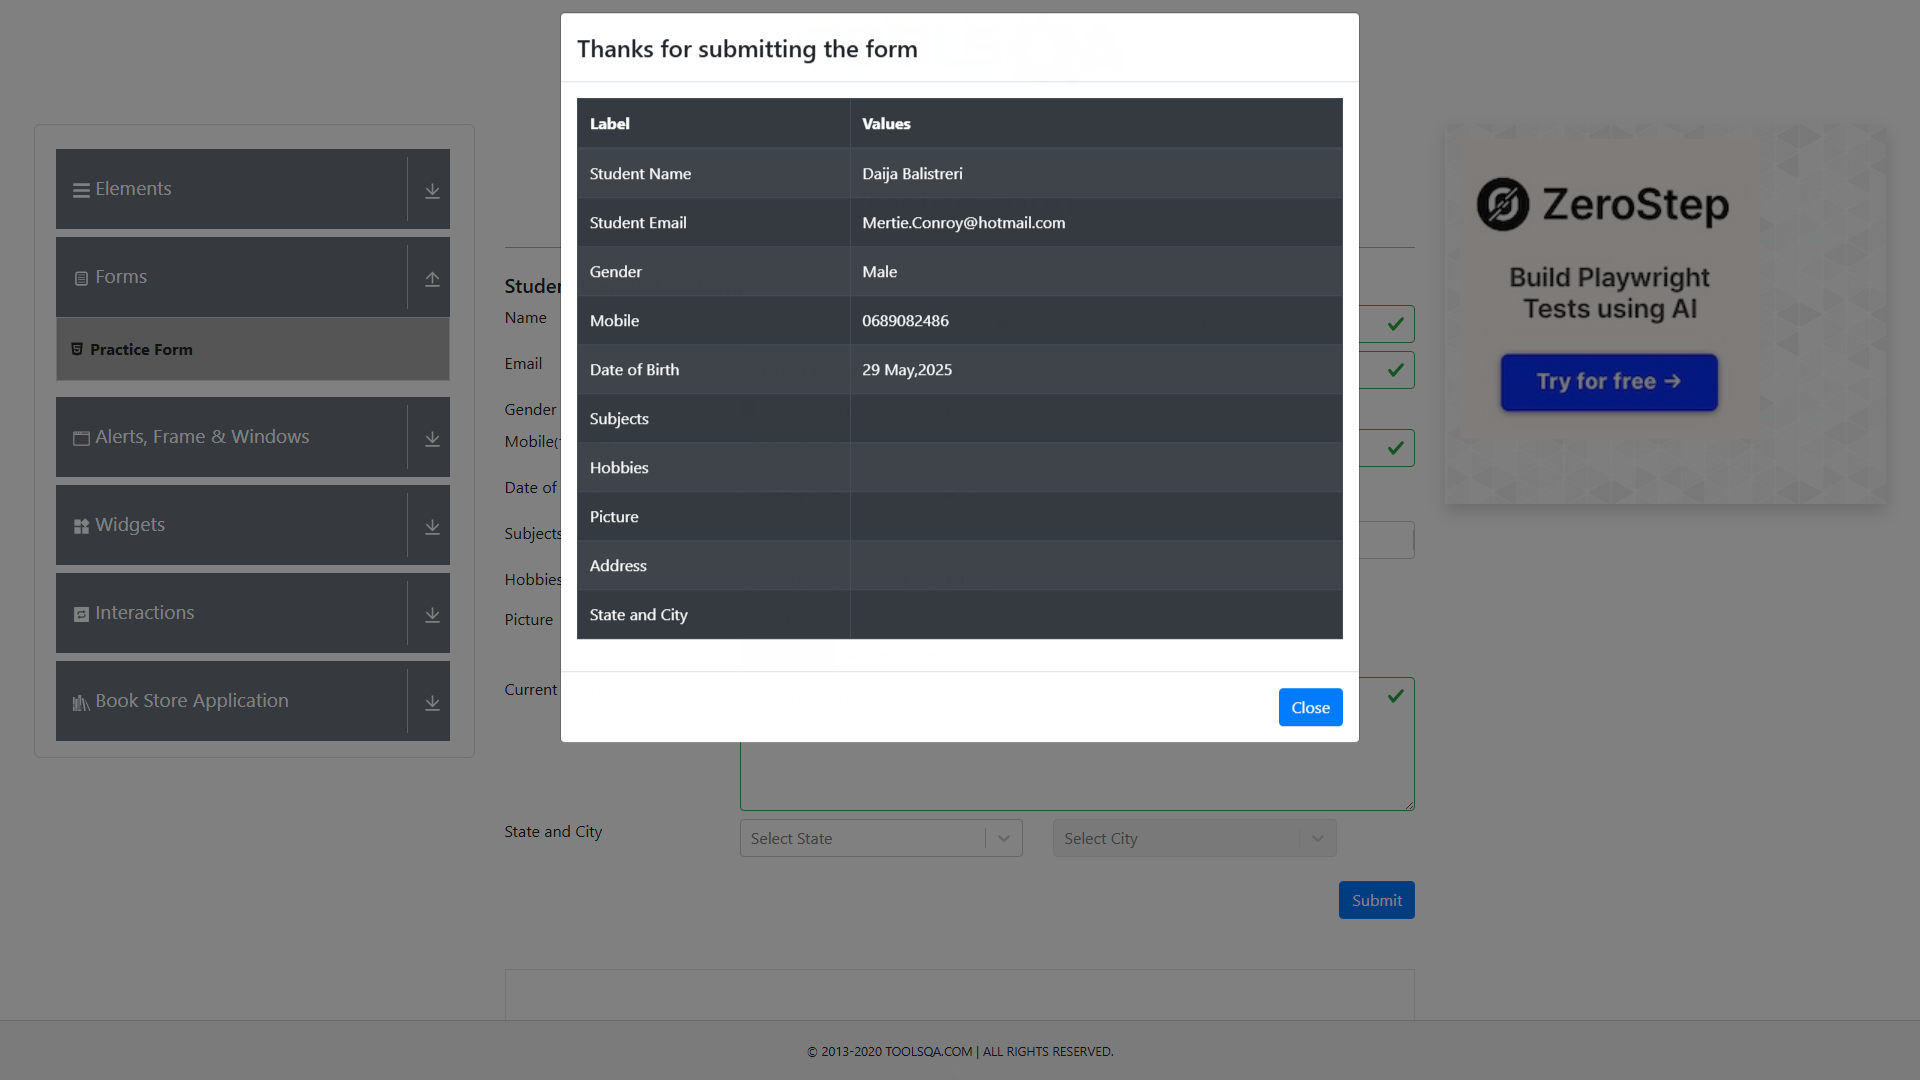 Thanks for submitting the form
Label Values
Student Name Daija Balistreri
Student Email Mertie.Conroy@hotmail.com
Gender Male
Mobile 0689082486
Date of Birth 29 May,2025
Subjects
Hobbies
Picture
Address
State and City
Close
Elements
Forms
Practice Form
Alerts, Frame & Windows
Widgets
Interactions
Book Store Application
Studen
Name
Email
Gender
Mobile(
Date of
Subjects
Hobbies
Picture
Current
State and City
Select State
Select City
Submit
ZeroStep
Build Playwright
Tests using AI
Try for free →
© 2013-2020 TOOLSQA.COM | ALL RIGHTS RESERVED.